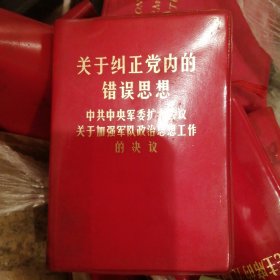 关于纠正党内的
错误思想
中共中央军委扩大会议
关于加强军队政治思想工作
的决议